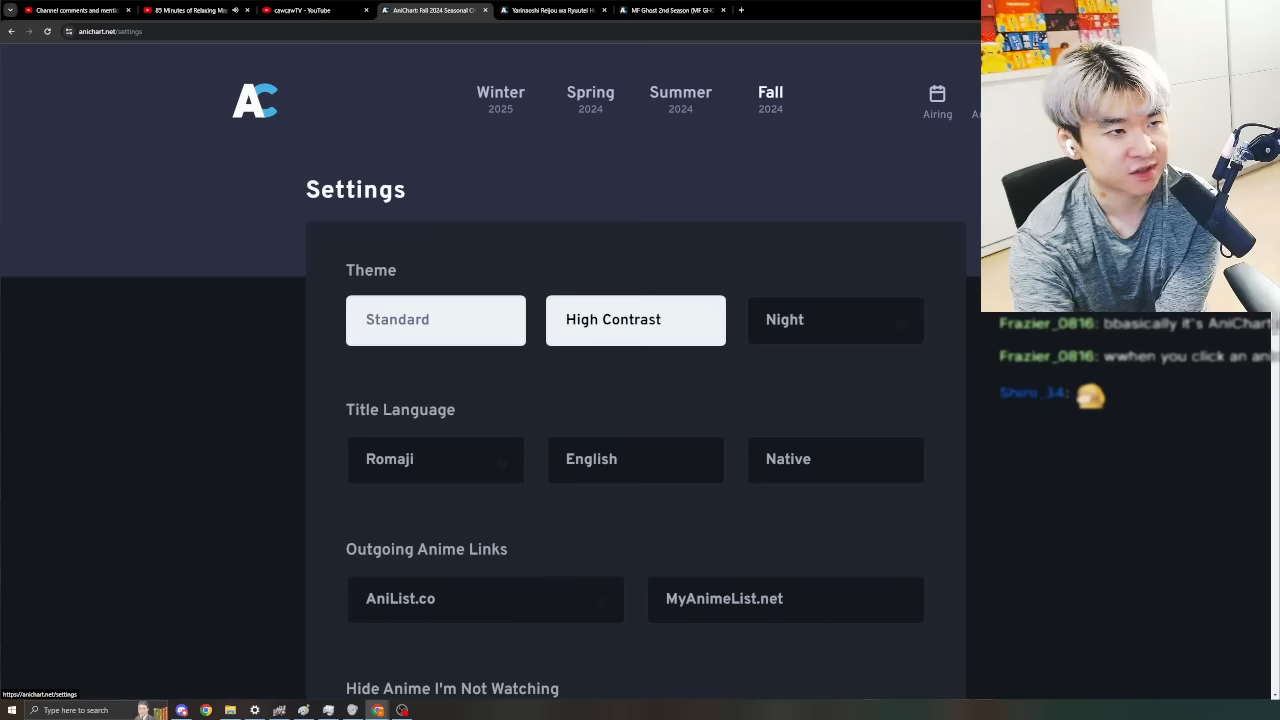 Channel comments and menti
85 Minutes of Relaxing Ma
cawcawTV - YouTube
AniChart: Fall 2024 Seasonal C
Yarinaoshi Reijou wa Ryuutei H
MF Ghost 2nd Season (MF GHO
anichart.net/settings
AC
Winter
2025
Spring
2024
Summer
2024
Fall
2024
Airing
Settings
Theme
Standard
High Contrast
Night
Frazier_0816: bbasically it's AniChart
Frazier_0816: wwhen you click an ani
Shiro_34:
Title Language
Romaji
English
Native
Outgoing Anime Links
AniList.co
MyAnimeList.net
Hide Anime I'm Not Watching
https://anichart.net/settings
Type here to search